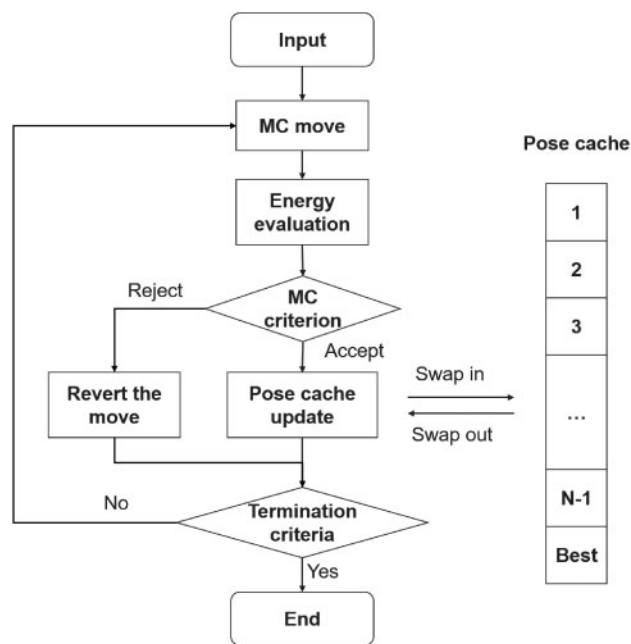 Input
MC move
Energy
evaluation
MC
criterion
Reject
Accept
Revert the
move
Pose cache
update
Swap in
Swap out
Termination
criteria
No
Yes
End
Pose cache
1
2
3
...
N-1
Best